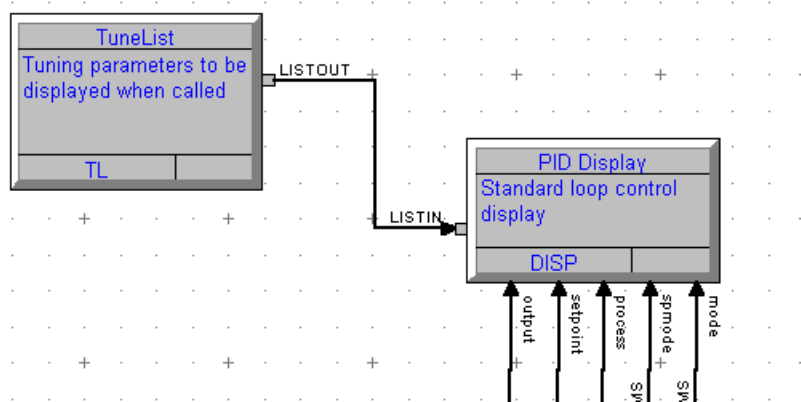 TuneList
Tuning parameters to be
displayed when called
TL
LISTOUT
LISTIN
PID Display
Standard loop control
display
DISP
output
setpoint
process
spmode
mode